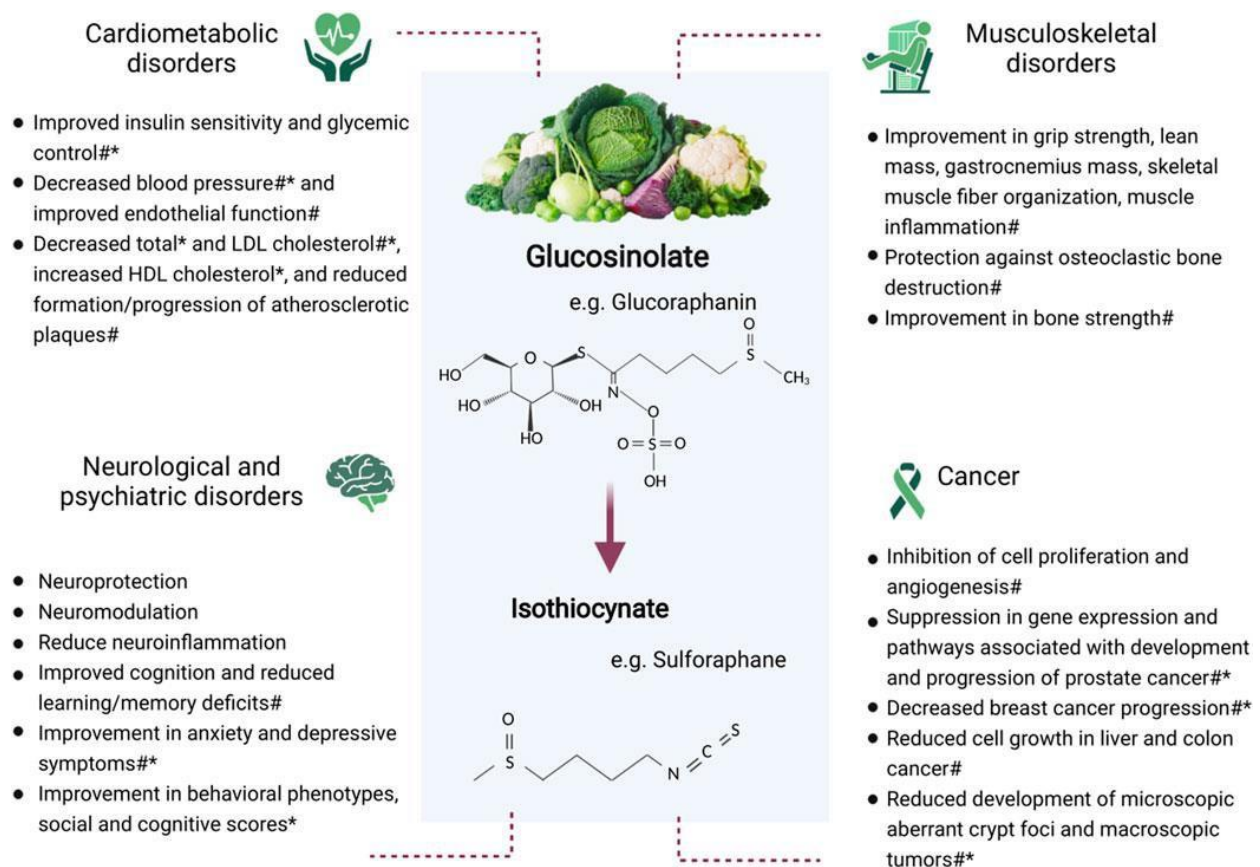 Cardiometabolic
disorders
● Improved insulin sensitivity and glycemic
control#*
● Decreased blood pressure#* and
improved endothelial function#
● Decreased total* and LDL cholesterol#*,
increased HDL cholesterol*, and reduced
formation/progression of atherosclerotic
plaques#
Neurological and
psychiatric disorders
● Neuroprotection
● Neuromodulation
● Reduce neuroinflammation
● Improved cognition and reduced
learning/memory deficits#
● Improvement in anxiety and depressive
symptoms#*
● Improvement in behavioral phenotypes,
social and cognitive scores*
Glucosinolate
e.g. Glucoraphanin
O
S
O
S
HO
CH₃
N
HO
OH
O
HO
O=S=O
OH
Isothiocynate
e.g. Sulforaphane
O
S
S
C
N
Musculoskeletal
disorders
● Improvement in grip strength, lean
mass, gastrocnemius mass, skeletal
muscle fiber organization, muscle
inflammation#
● Protection against osteoclastic bone
destruction#
● Improvement in bone strength#
Cancer
● Inhibition of cell proliferation and
angiogenesis#
● Suppression in gene expression and
pathways associated with development
and progression of prostate cancer#*
● Decreased breast cancer progression#*
● Reduced cell growth in liver and colon
cancer#
● Reduced development of microscopic
aberrant crypt foci and macroscopic
tumors#*